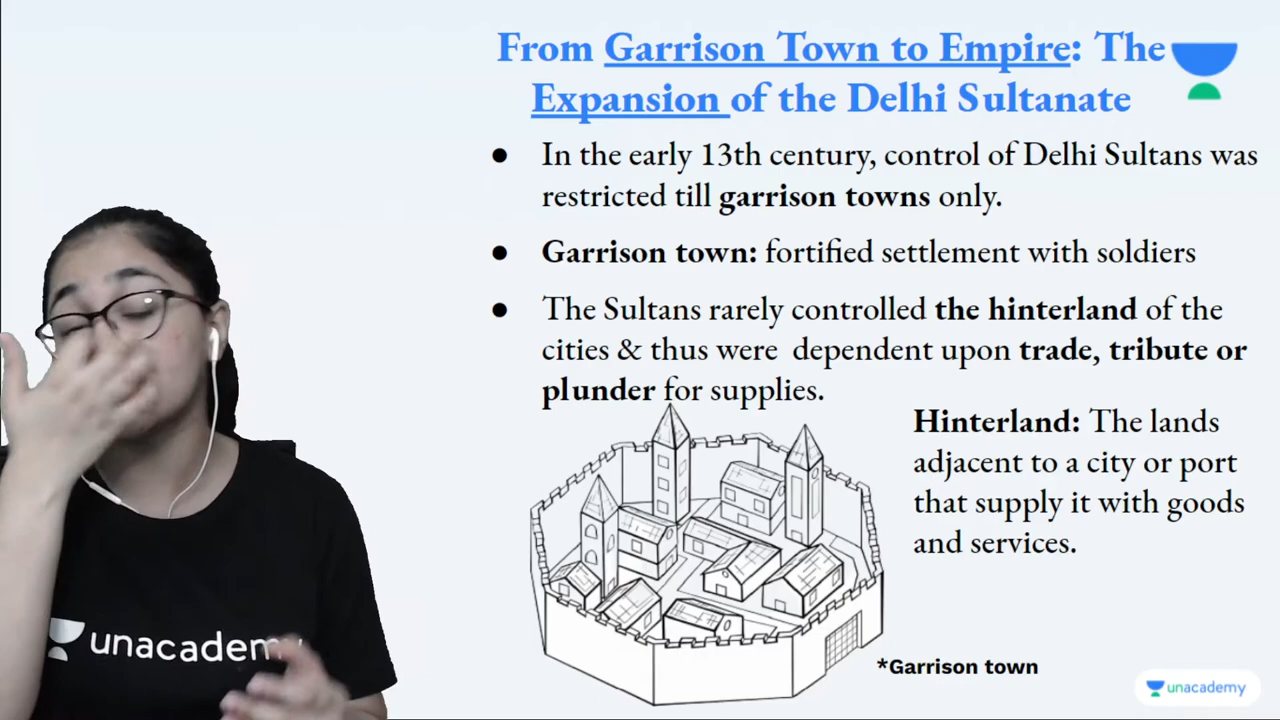 From Garrison Town to Empire: The
Expansion of the Delhi Sultanate
● In the early 13th century, control of Delhi Sultans was
restricted till garrison towns only.
● Garrison town: fortified settlement with soldiers
● The Sultans rarely controlled the hinterland of the
cities & thus were dependent upon trade, tribute or
plunder for supplies.
Hinterland: The lands
adjacent to a city or port
that supply it with goods
and services.
*Garrison town
unacademy
unacademy